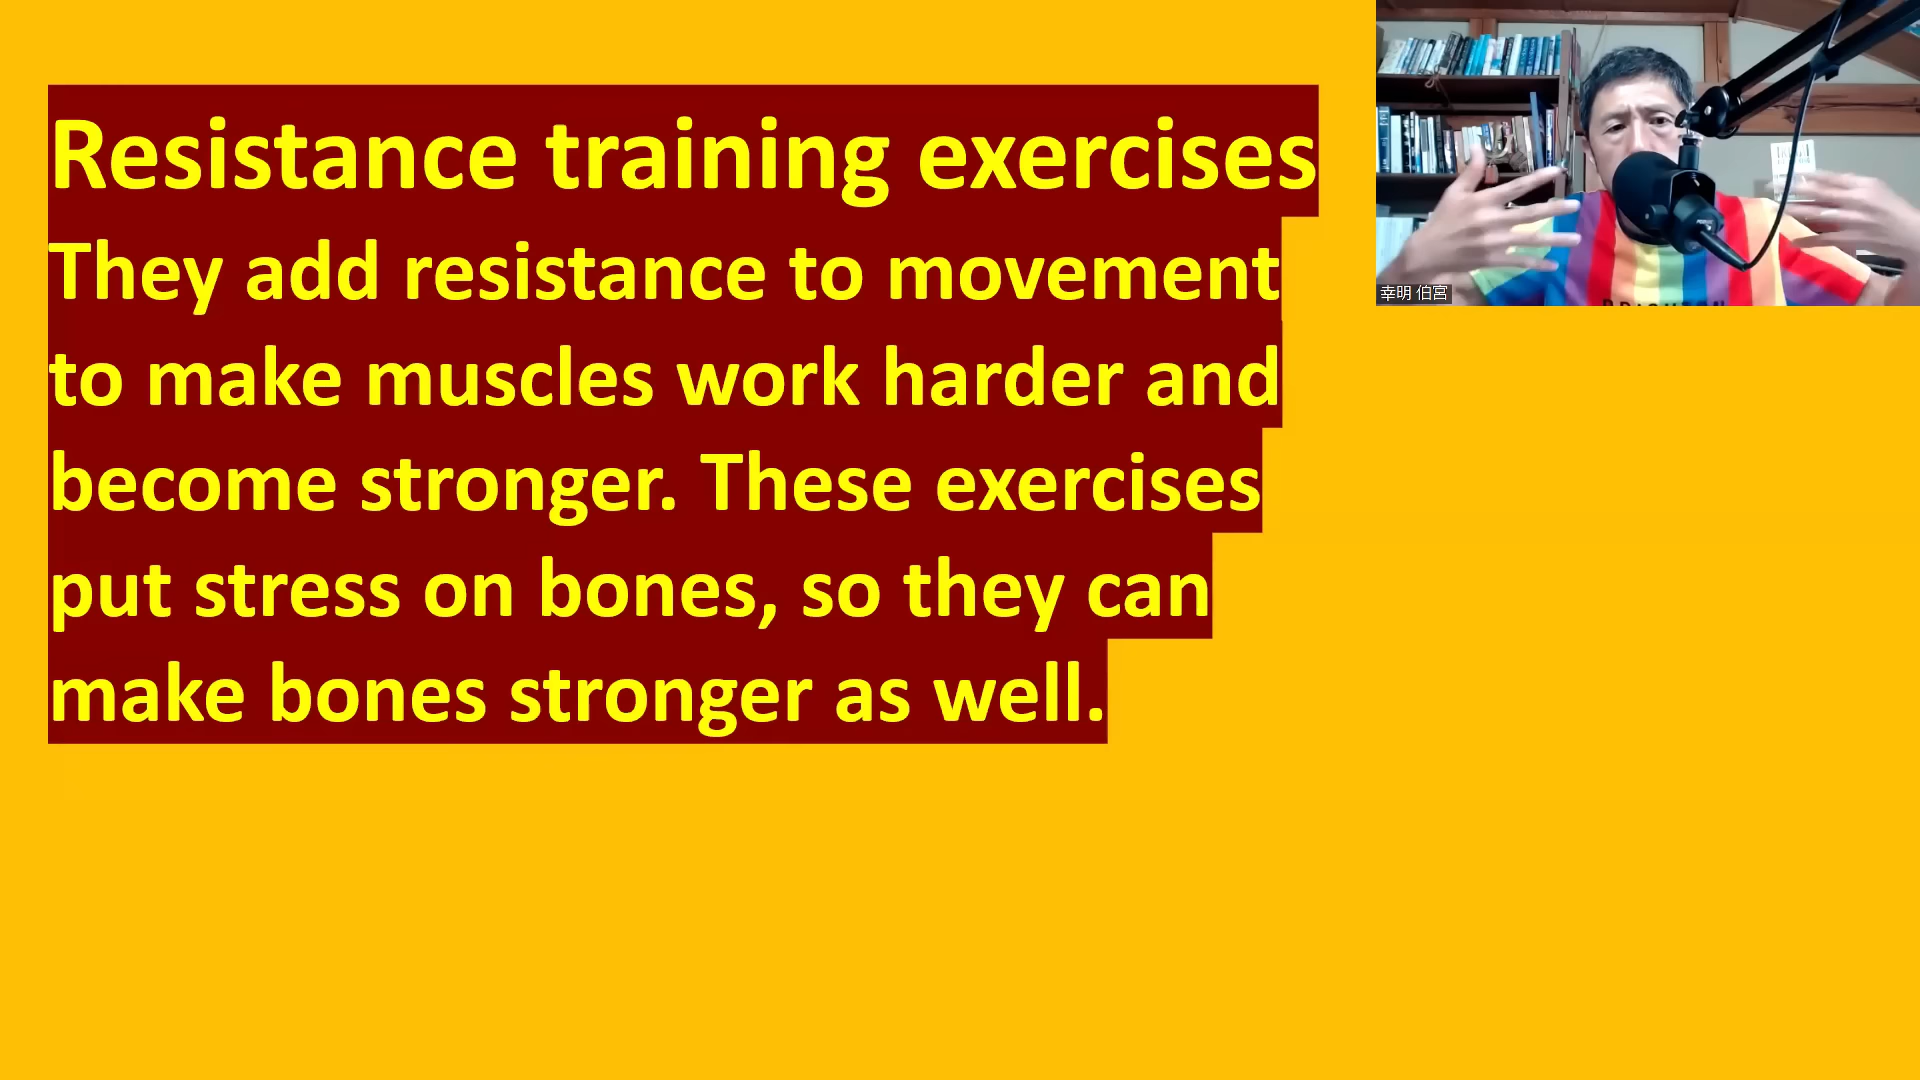 Resistance training exercises
They add resistance to movement
to make muscles work harder and
become stronger. These exercises
put stress on bones, so they can
make bones stronger as well.
幸明 伯宮